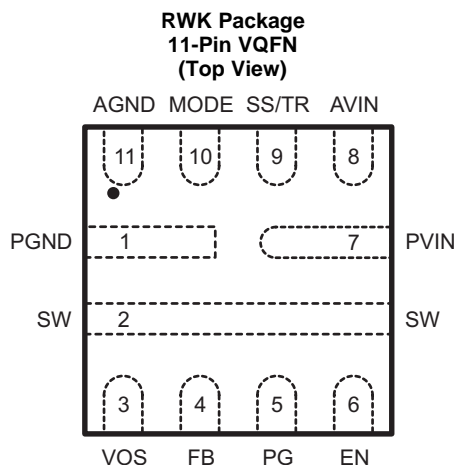 RWK Package
11-Pin VQFN
(Top View)
AGND MODE SS/TR AVIN
11 10 9 8
PGND 1 7 PVIN
SW 2 SW
3 4 5 6
VOS FB PG EN